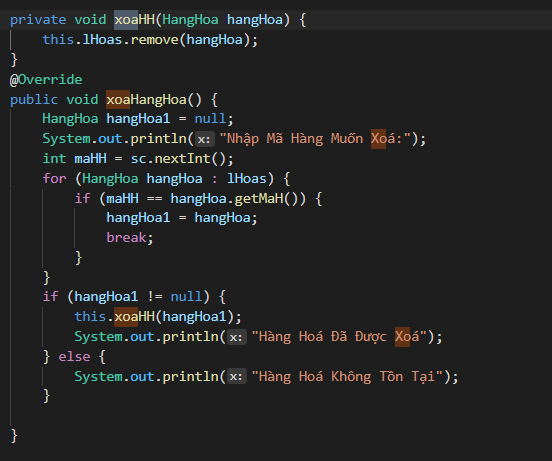 private void xoaHH(HangHoa hangHoa) {
    this.lHoas.remove(hangHoa);
}
@Override
public void xoaHangHoa() {
    HangHoa hangHoa1 = null;
    System.out.println(x: "Nhập Mã Hàng Muốn Xoá:");
    int maHH = sc.nextInt();
    for (HangHoa hangHoa : lHoas) {
        if (maHH == hangHoa.getMaH()) {
            hangHoa1 = hangHoa;
            break;
        }
    }
    if (hangHoa1 != null) {
        this.xoaHH(hangHoa1);
        System.out.println(x: "Hàng Hoá Đã Được Xoá");
    } else {
        System.out.println(x: "Hàng Hoá Không Tồn Tại");
    }
}